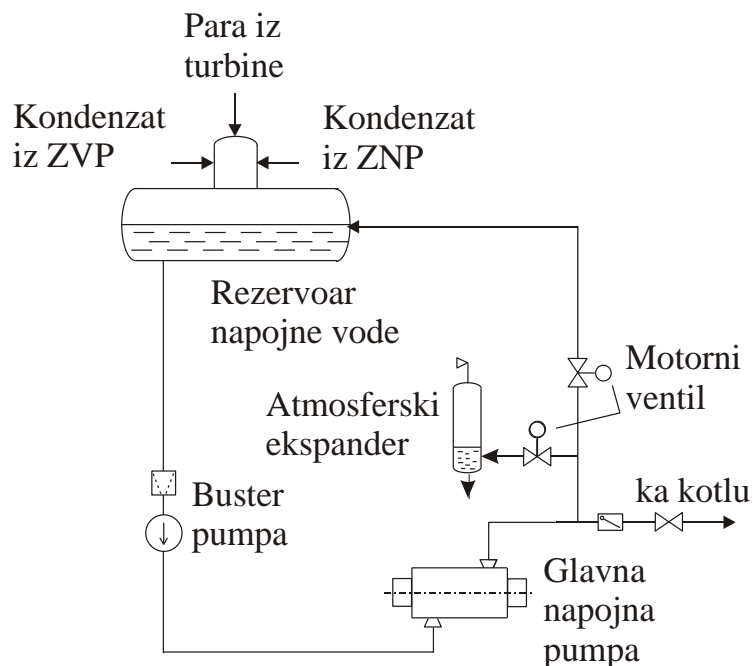 Para iz
turbine
Kondenzat
iz ZVP
Kondenzat
iz ZNP
Rezervoar
napojne vode
Motorni
ventil
Atmosferski
ekspander
ka kotlu
Buster
pumpa
Glavna
napojna
pumpa